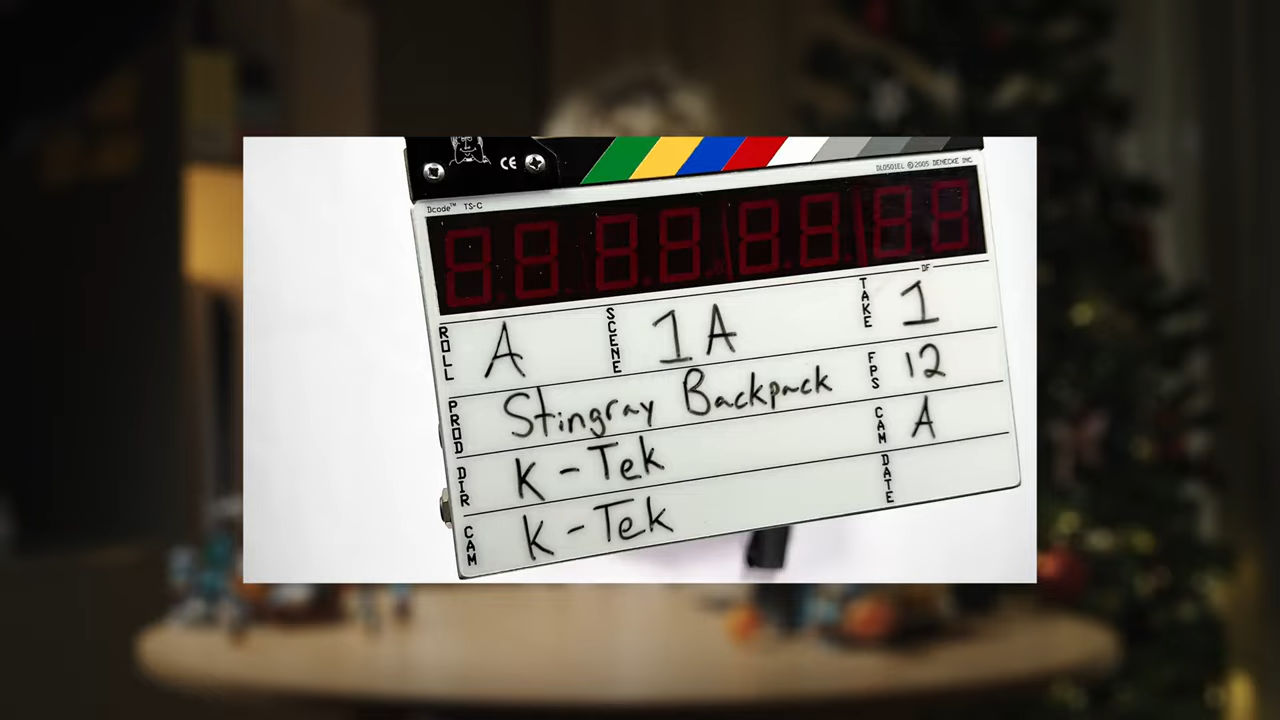 CE
DLO501EL ©2005 DENECKE INC
Dcode™ TS-C
88 88 88 88
DF
ROLL A SCENE 1A TAKE 1
PROD Stingray Backpack FPS 12
DIR K-Tek CAM A
CAM K-Tek DATE